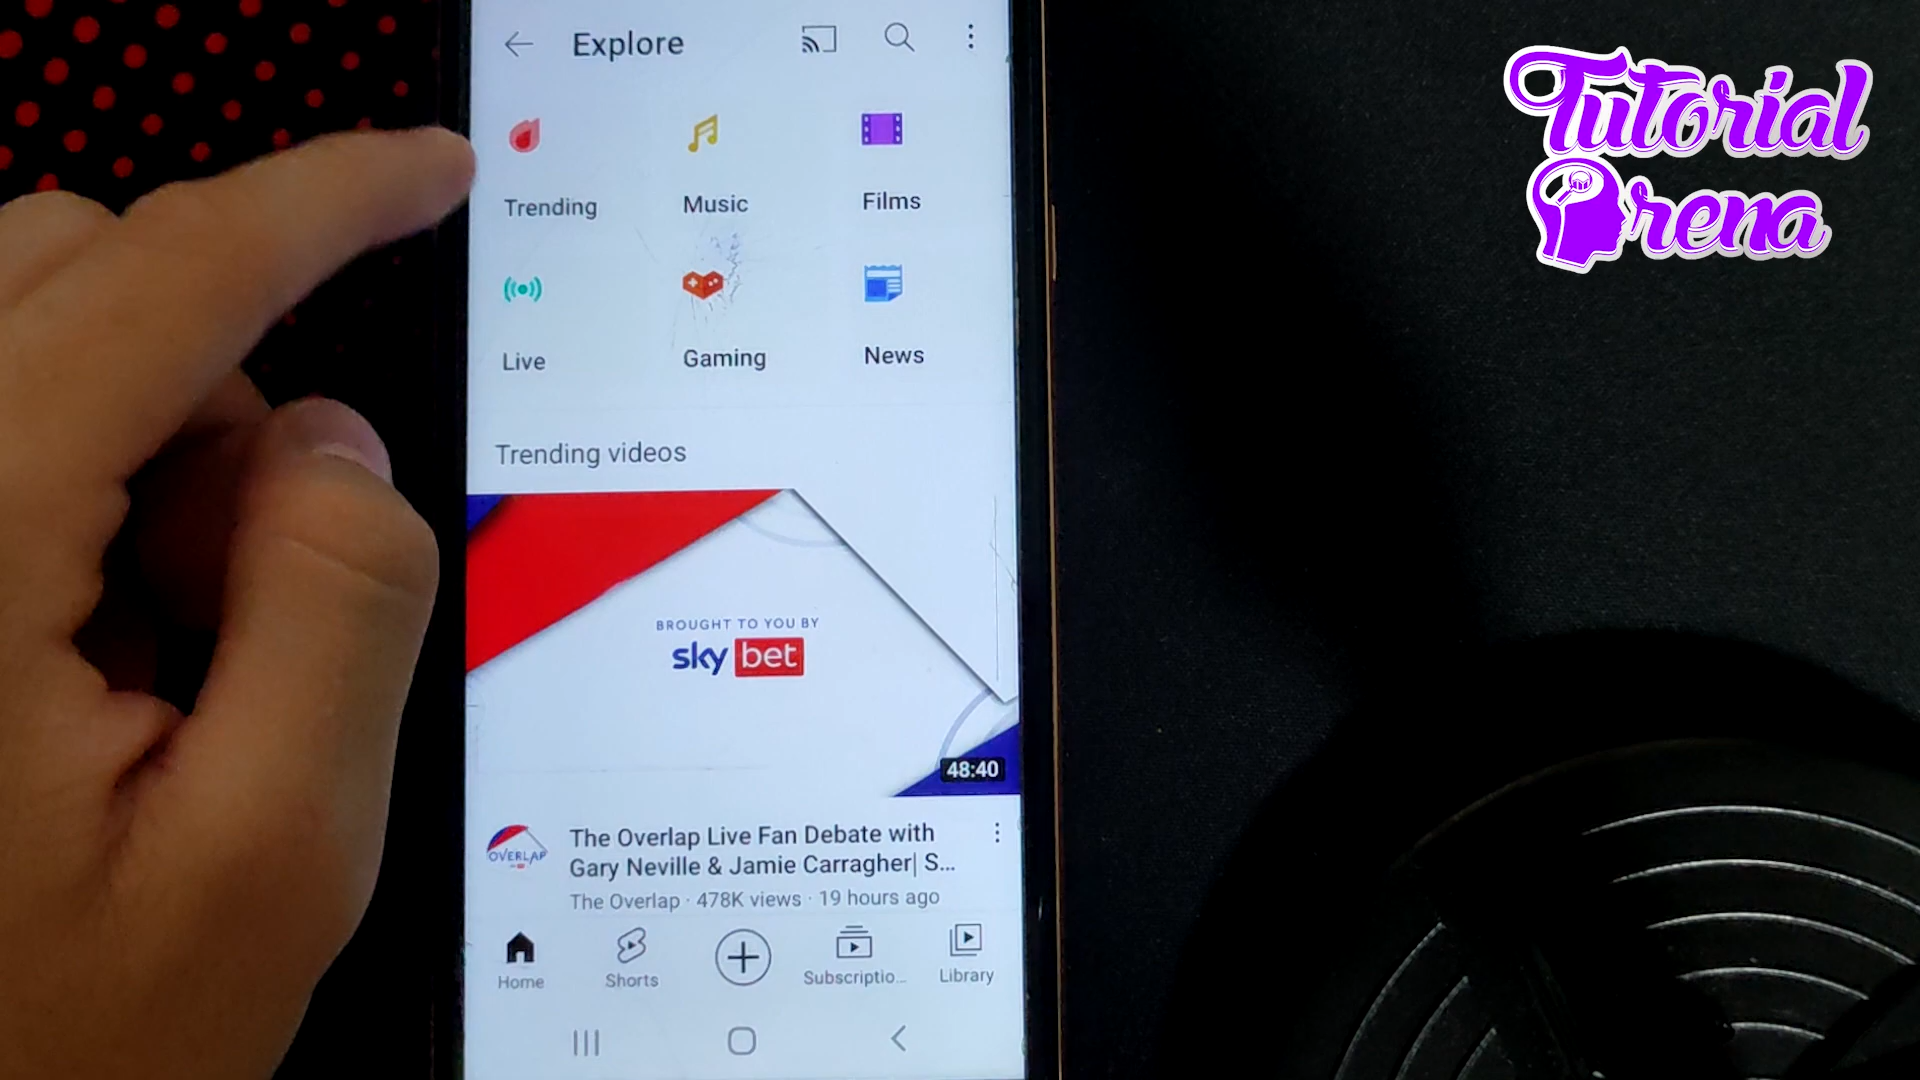 Explore
Trending
Music
Films
Live
Gaming
News
Trending videos
BROUGHT TO YOU BY
sky bet
48:40
OVERLAP
The Overlap Live Fan Debate with
Gary Neville & Jamie Carragher| S...
The Overlap · 478K views · 19 hours ago
Home
Shorts
Subscriptio...
Library
Tutorial
Arena